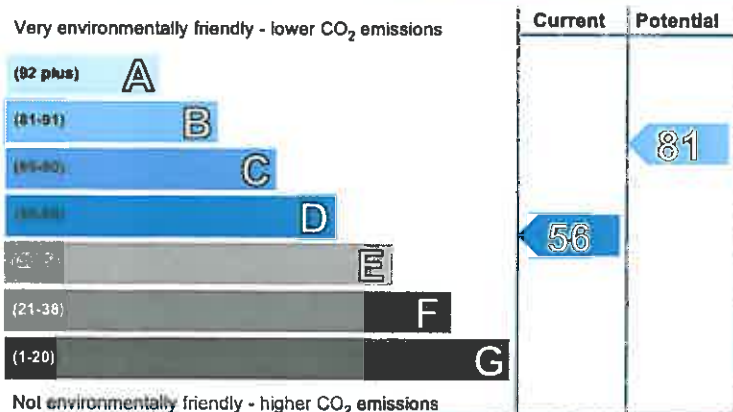 Very environmentally friendly - lower CO₂ emissions
Current
Potential
(92 plus) A
(81-91) B
C
D
E
(21-38) F
(1-20) G
81
56
Not environmentally friendly - higher CO₂ emissions